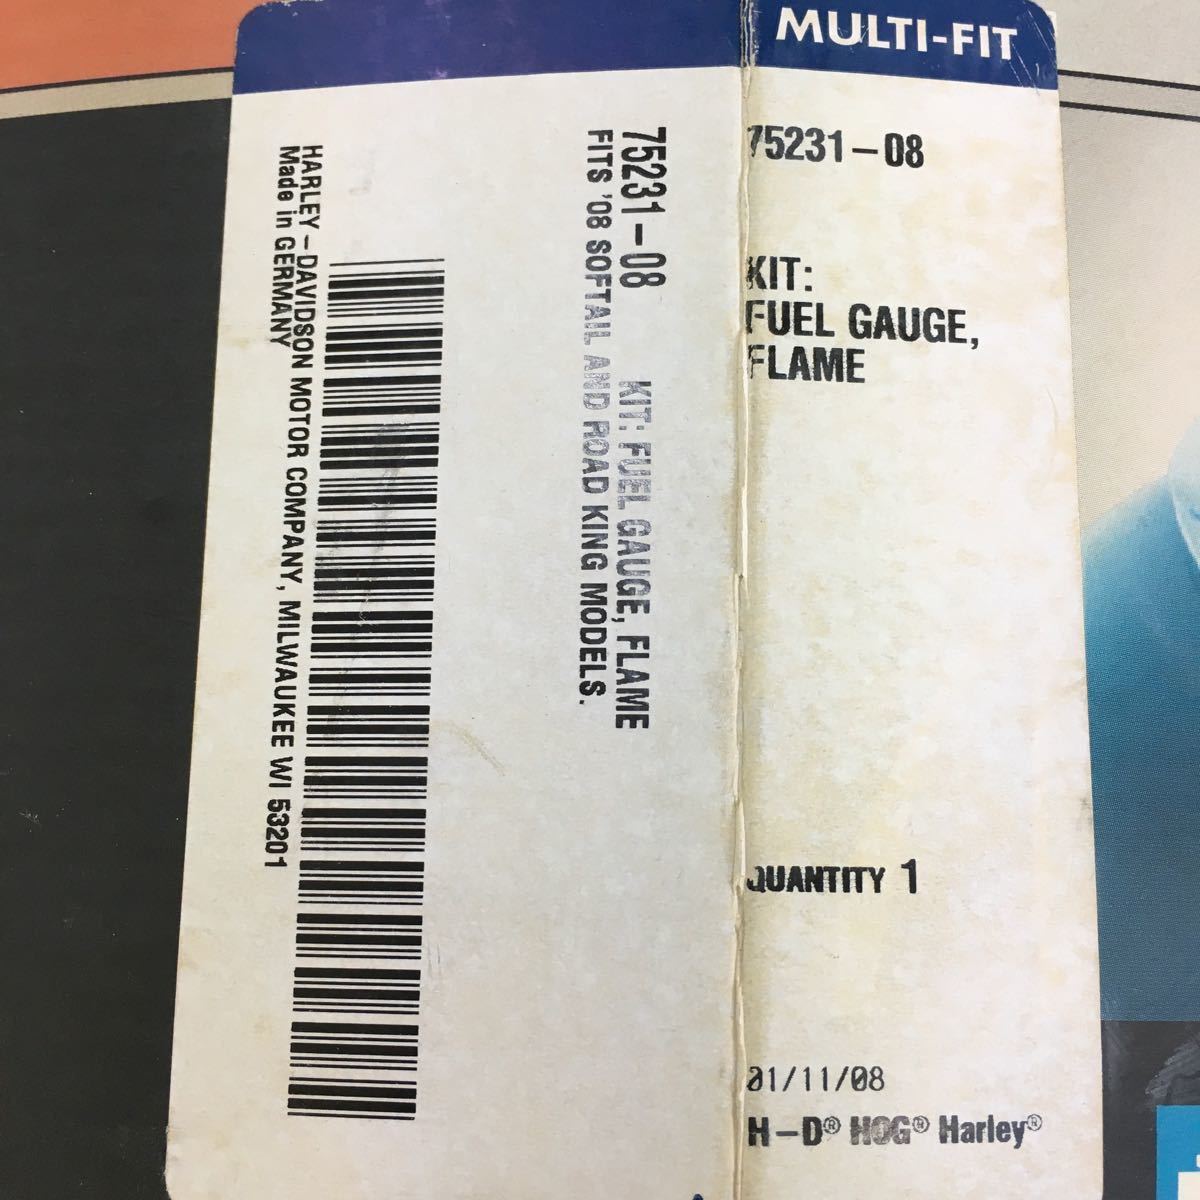 MULTI-FIT
75231-08
KIT:
FUEL GAUGE,
FLAME
QUANTITY 1
01/11/08
H-D® HOG® Harley®
75231-08 KIT: FUEL GAUGE, FLAME
FITS '08 SOFTAIL AND ROAD KING MODELS.
HARLEY-DAVIDSON MOTOR COMPANY, MILWAUKEE WI 53201
Made in GERMANY